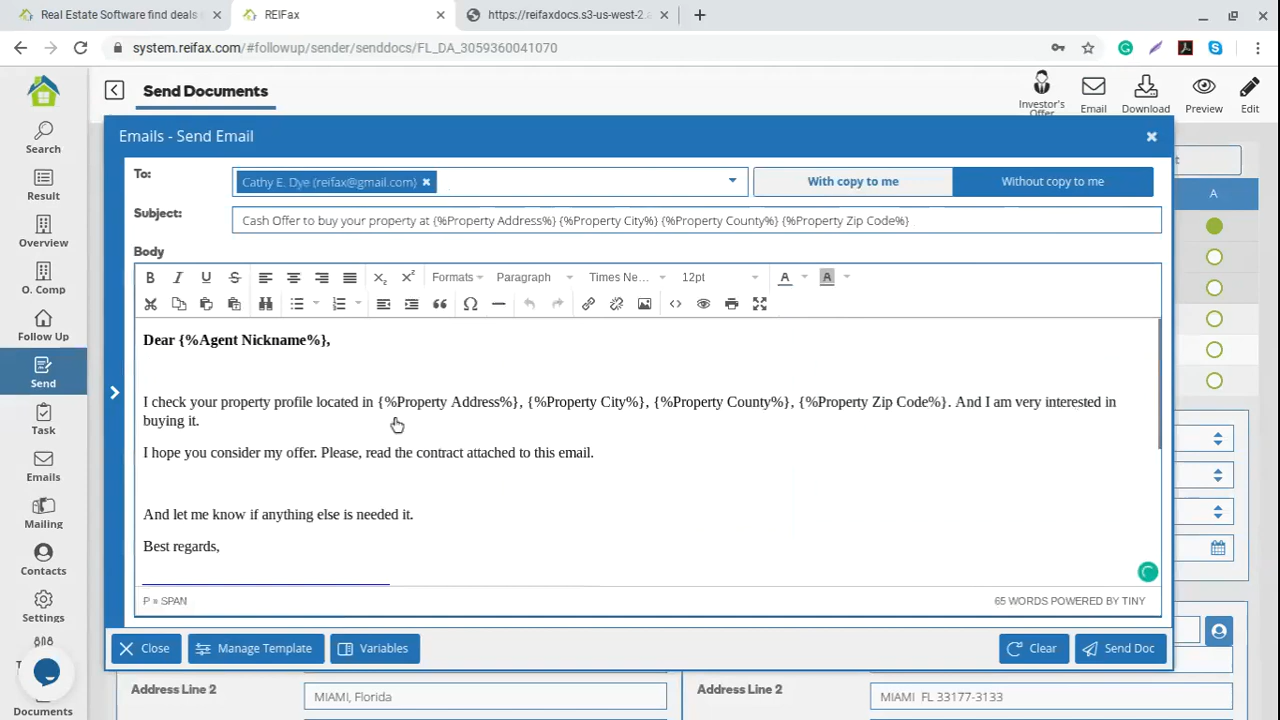 Real Estate Software find deals
REIFax
https://reifaxdocs.s3-us-west-2.a
system.reifax.com/#followup/sender/senddocs/FL_DA_3059360041070
Send Documents
Investor's
Offer
Email
Download
Preview
Edit
Search
Result
Overview
O. Comp
Follow Up
Send
Task
Emails
Mailing
Contacts
Settings
Documents
Emails - Send Email
To:
Cathy E. Dye (reifax@gmail.com)
With copy to me
Without copy to me
Subject:
Cash Offer to buy your property at {%Property Address%} {%Property City%} {%Property County%} {%Property Zip Code%}
Body
Formats
Paragraph
Times Ne...
12pt
Dear {%Agent Nickname%},
I check your property profile located in {%Property Address%}, {%Property City%}, {%Property County%}, {%Property Zip Code%}. And I am very interested in
buying it.
I hope you consider my offer. Please, read the contract attached to this email.
And let me know if anything else is needed it.
Best regards,
P » SPAN
65 WORDS POWERED BY TINY
Close
Manage Template
Variables
Clear
Send Doc
A
Address Line 2
MIAMI, Florida
Address Line 2
MIAMI FL 33177-3133